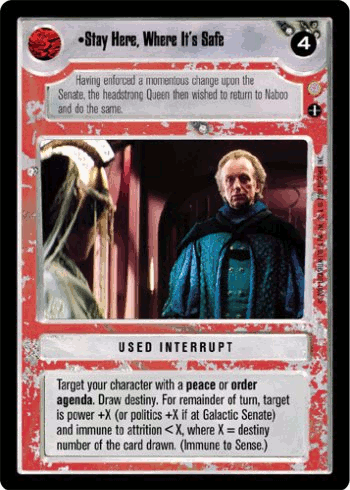 •Stay Here, Where It's Safe
4
Having enforced a momentous change upon the
Senate, the headstrong Queen then wished to return to Naboo
and do the same.
USED INTERRUPT
Target your character with a peace or order
agenda. Draw destiny. For remainder of turn, target
is power +X (or politics +X if at Galactic Senate)
and immune to attrition < X, where X = destiny
number of the card drawn. (Immune to Sense.)